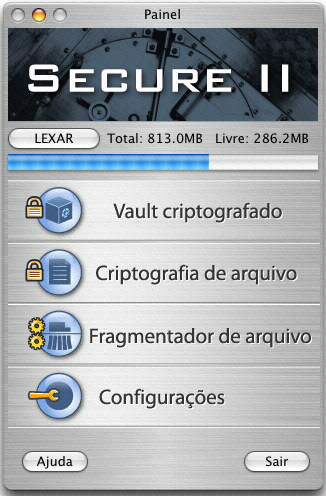 Painel
SECURE II
LEXAR Total: 813.0MB Livre: 286.2MB
Vault criptografado
Criptografia de arquivo
Fragmentador de arquivo
Configurações
Ajuda Sair